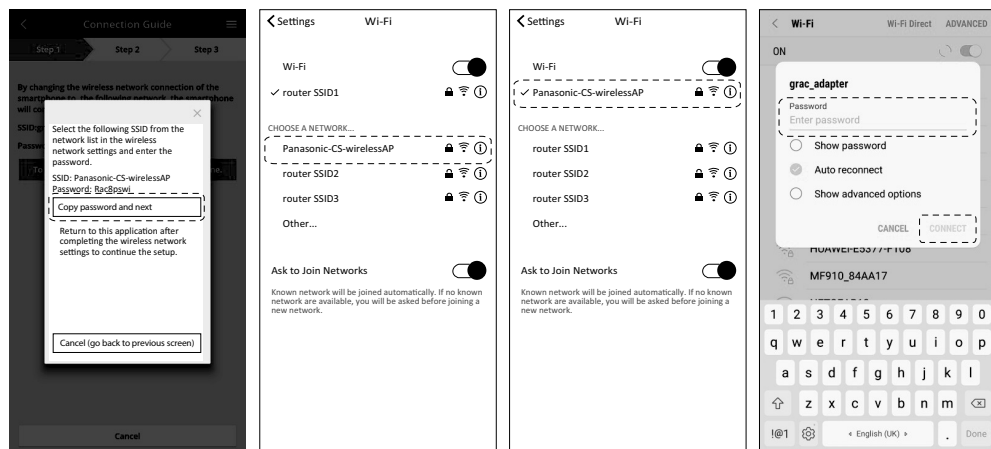 Connection Guide
Step 1
Step 2
Step 3
By changing the wireless network connection of the
smartphone to the following network, the smartphone
will co
SSID:g
Passw
To
ne.
Select the following SSID from the
network list in the wireless
network settings and enter the
password.
SSID: Panasonic-CS-wirelessAP
Password: Rac8pswi
Copy password and next
Return to this application after
completing the wireless network
settings to continue the setup.
Cancel (go back to previous screen)
Cancel
Settings
Wi-Fi
Wi-Fi
router SSID1
CHOOSE A NETWORK...
Panasonic-CS-wirelessAP
router SSID2
router SSID3
Other...
Ask to Join Networks
Known network will be joined automatically. If no known
network are available, you will be asked before joining a
new network.
Settings
Wi-Fi
Wi-Fi
Panasonic-CS-wirelessAP
CHOOSE A NETWORK...
router SSID1
router SSID2
router SSID3
Other...
Ask to Join Networks
Known network will be joined automatically. If no known
network are available, you will be asked before joining a
new network.
Wi-Fi
Wi-Fi Direct
ADVANCED
ON
grac_adapter
Password
Enter password
Show password
Auto reconnect
Show advanced options
CANCEL
CONNECT
HUAWEI-E5377-F108
MF910_84AA17
1 2 3 4 5 6 7 8 9 0
q w e r t y u i o p
a s d f g h j k l
z x c v b n m
!@1
English (UK)
.
Done